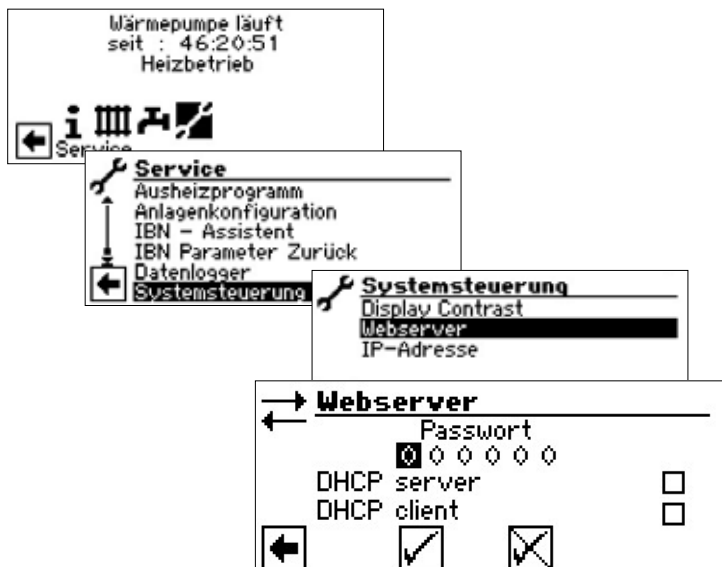 Wärmepumpe läuft
seit : 46:20:51
Heizbetrieb
Service
Service
Ausheizprogramm
Anlagenkonfiguration
IBN - Assistent
IBN Parameter Zurück
Datenlogger
Systemsteuerung
Systemsteuerung
Display Contrast
Webserver
IP-Adresse
Webserver
Passwort
0 0 0 0 0 0
DHCP server
DHCP client